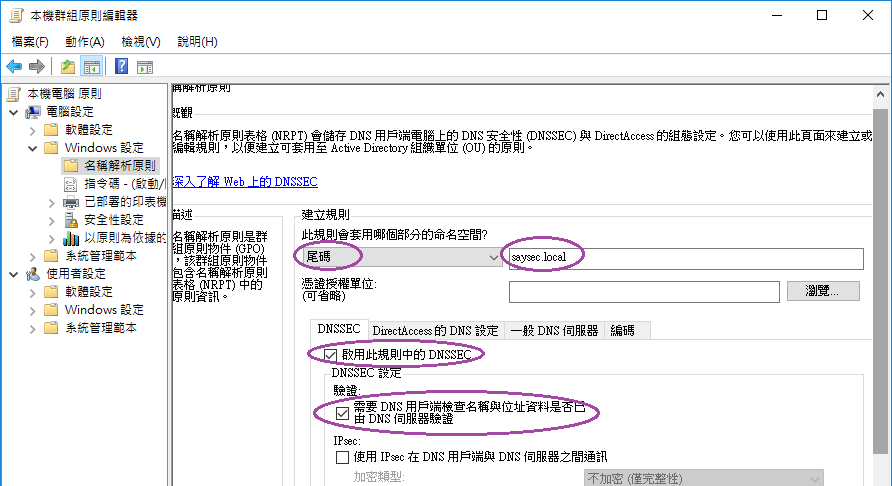 本機群組原則編輯器
檔案(F) 動作(A) 檢視(V) 說明(H)
本機電腦 原則
電腦設定
軟體設定
Windows 設定
名稱解析原則
指令碼 - (啟動/
已部署的印表機
安全性設定
以原則為依據的
系統管理範本
使用者設定
軟體設定
Windows 設定
系統管理範本
稱解析原則
概觀
名稱解析原則表格 (NRPT) 會儲存 DNS 用戶端電腦上的 DNS 安全性 (DNSSEC) 與 DirectAccess 的組態設定。您可以使用此頁面來建立或
編輯規則，以便建立可套用至 Active Directory 組織單位 (OU) 的原則。
深入了解 Web 上的 DNSSEC
描述
名稱解析原則是群
組原則物件 (GPO)
，該群組原則物件
包含名稱解析原則
表格 (NRPT) 中的
原則資訊。
建立規則
此規則會套用哪個部分的命名空間?
尾碼 saysec.local
憑證授權單位:
(可省略)
瀏覽...
DNSSEC DirectAccess 的 DNS 設定 一般 DNS 伺服器 編碼
啟用此規則中的 DNSSEC
DNSSEC 設定
驗證:
需要 DNS 用戶端檢查名稱與位址資料是否已
由 DNS 伺服器驗證
IPsec:
使用 IPsec 在 DNS 用戶端與 DNS 伺服器之間通訊
加密類型: 不加密 (僅完整性)